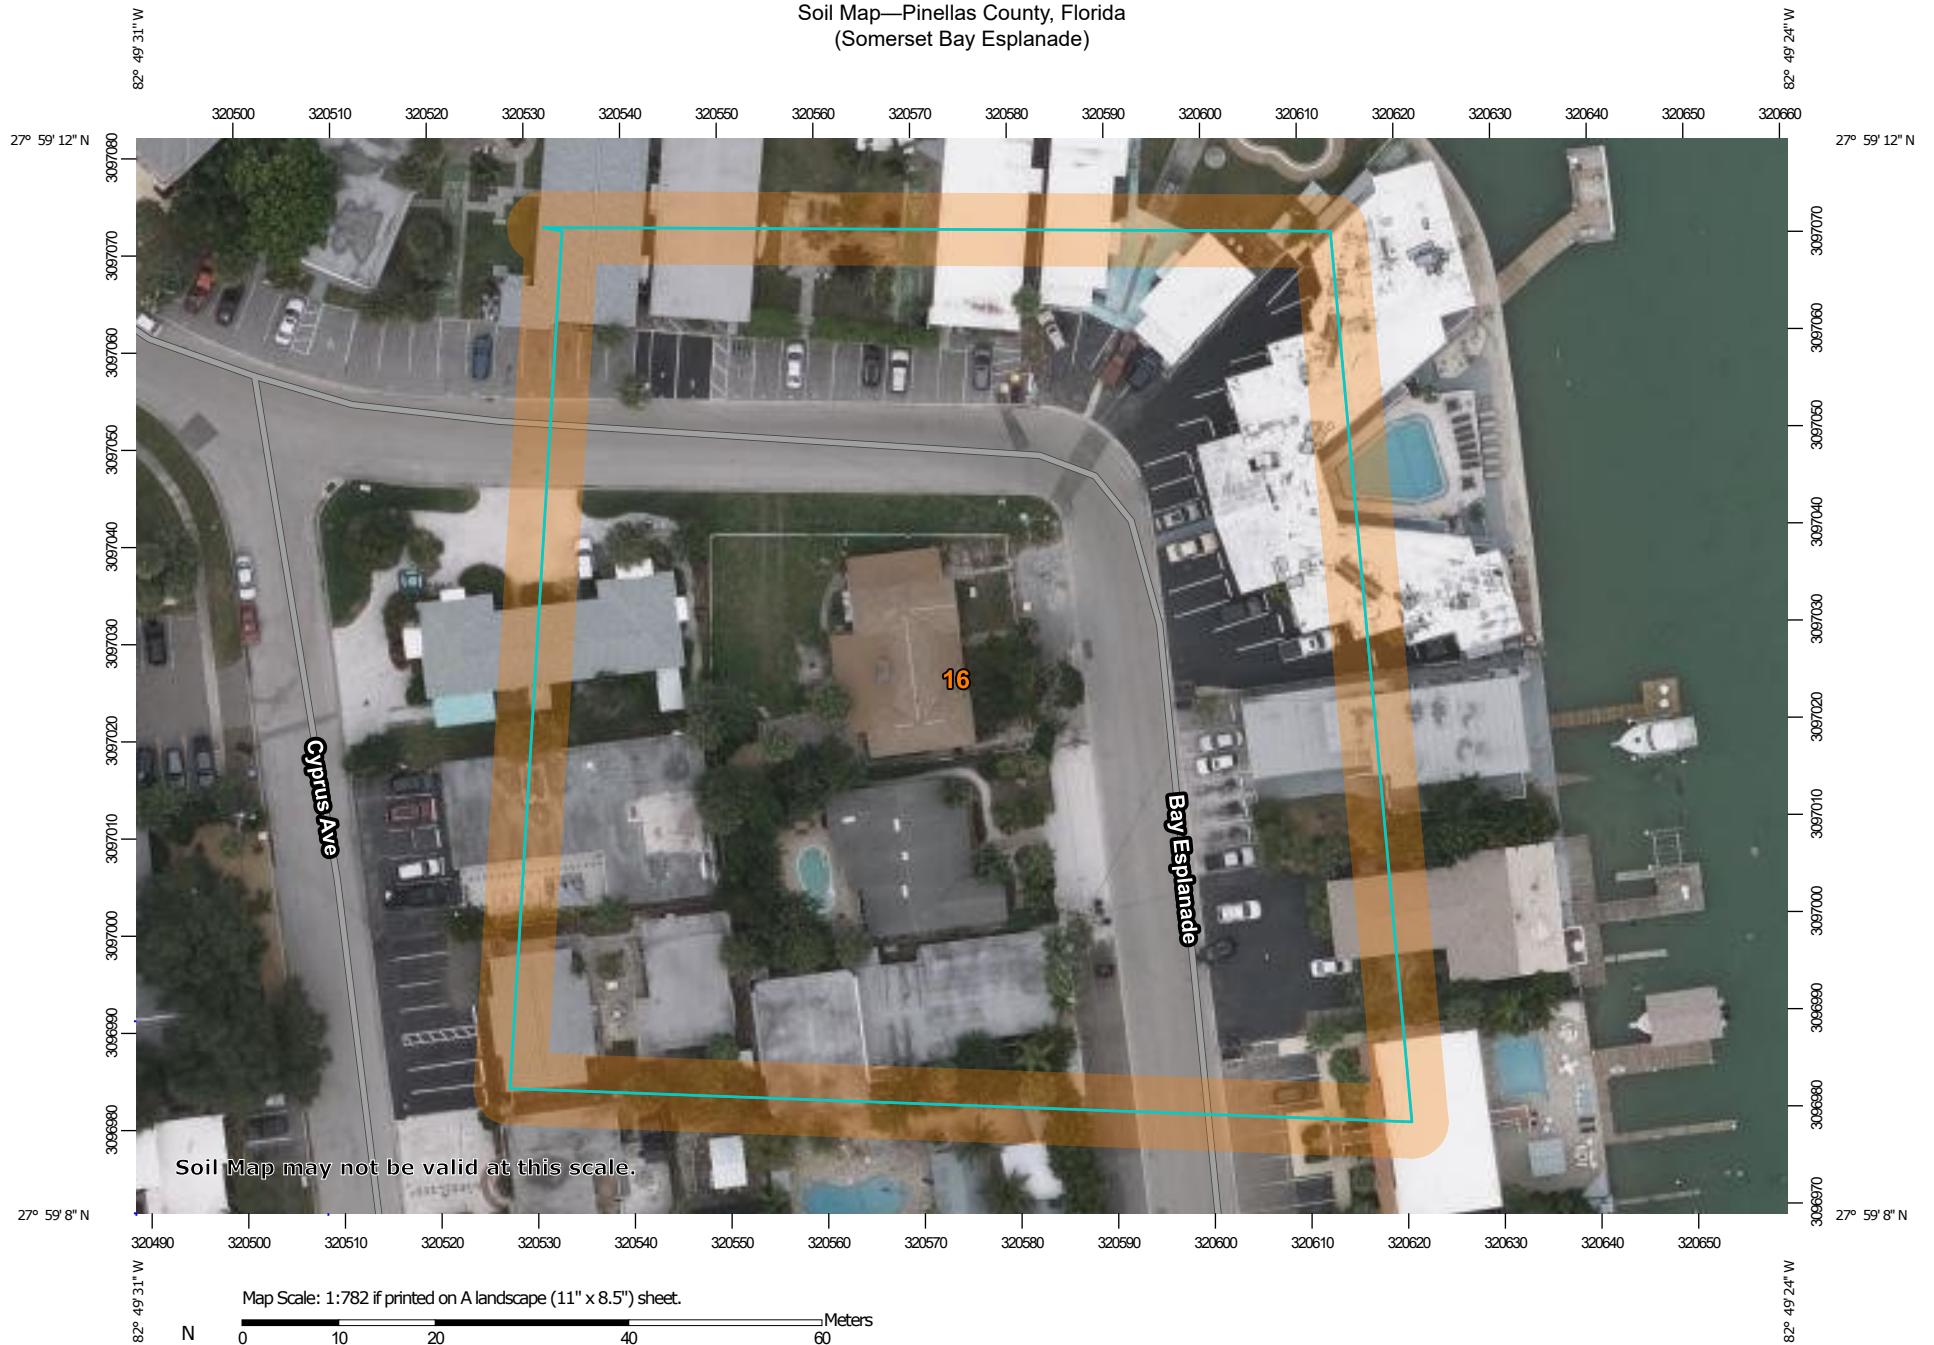 Soil Map—Pinellas County, Florida
(Somerset Bay Esplanade)
82° 49' 31'' W
82° 49' 24'' W
320500 320510 320520 320530 320540 320550 320560 320570 320580 320590 320600 320610 320620 320630 320640 320650 320660
27° 59' 12'' N
27° 59' 12'' N
3097080
3097070
3097060
3097050
3097040
3097030
3097020
3097010
3097000
3096990
3096980
3097070
3097060
3097050
3097040
3097030
3097020
3097010
3097000
3096990
3096980
3096970
16
Cyprus Ave
Bay Esplanade
Soil Map may not be valid at this scale.
27° 59' 8'' N
27° 59' 8'' N
320490 320500 320510 320520 320530 320540 320550 320560 320570 320580 320590 320600 320610 320620 320630 320640 320650
82° 49' 31'' W
82° 49' 24'' W
Map Scale: 1:782 if printed on A landscape (11" x 8.5") sheet.
Meters
N
0 10 20 40 60